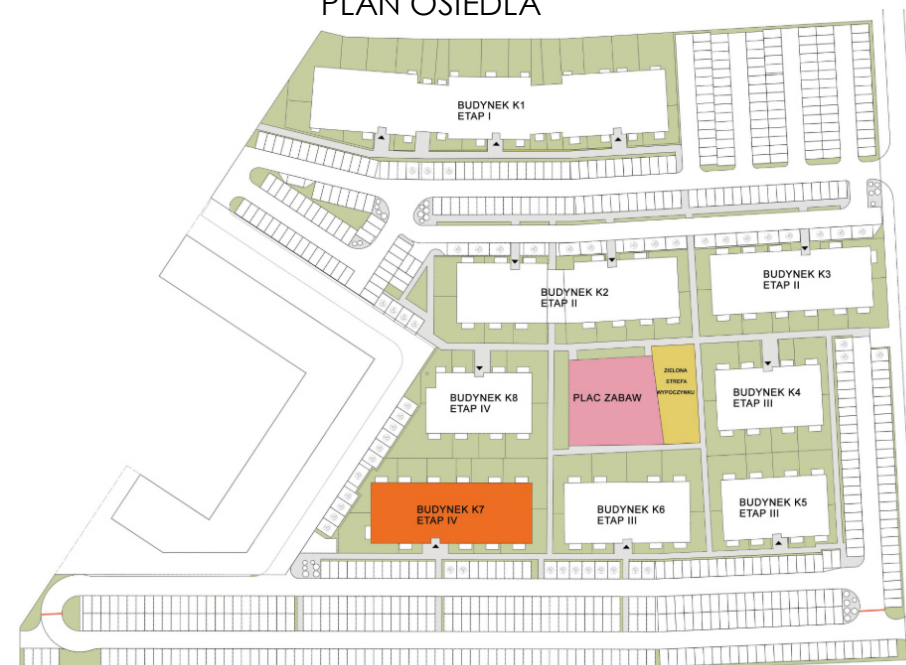 PLAN OSIEDLA
BUDYNEK K1
ETAP I
BUDYNEK K2
ETAP II
BUDYNEK K3
ETAP II
BUDYNEK K8
ETAP IV
PLAC ZABAW
ZIELONA
STREFA
WYPOCZYNKU
BUDYNEK K4
ETAP III
BUDYNEK K7
ETAP IV
BUDYNEK K6
ETAP III
BUDYNEK K5
ETAP III